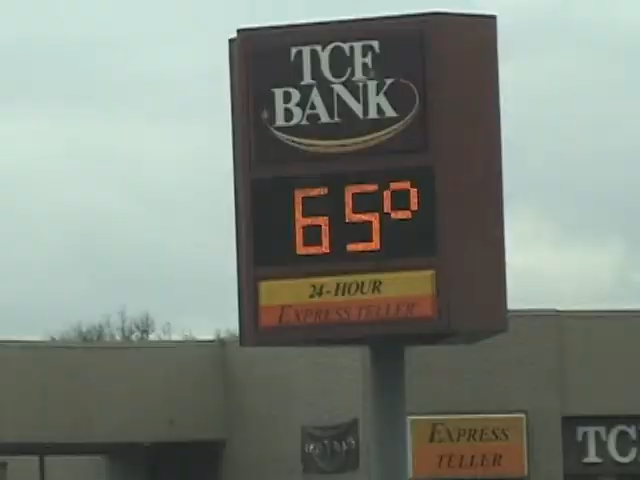 TCF
BANK
65°
24-HOUR
EXPRESS TELLER
EXPRESS
TELLER
TC